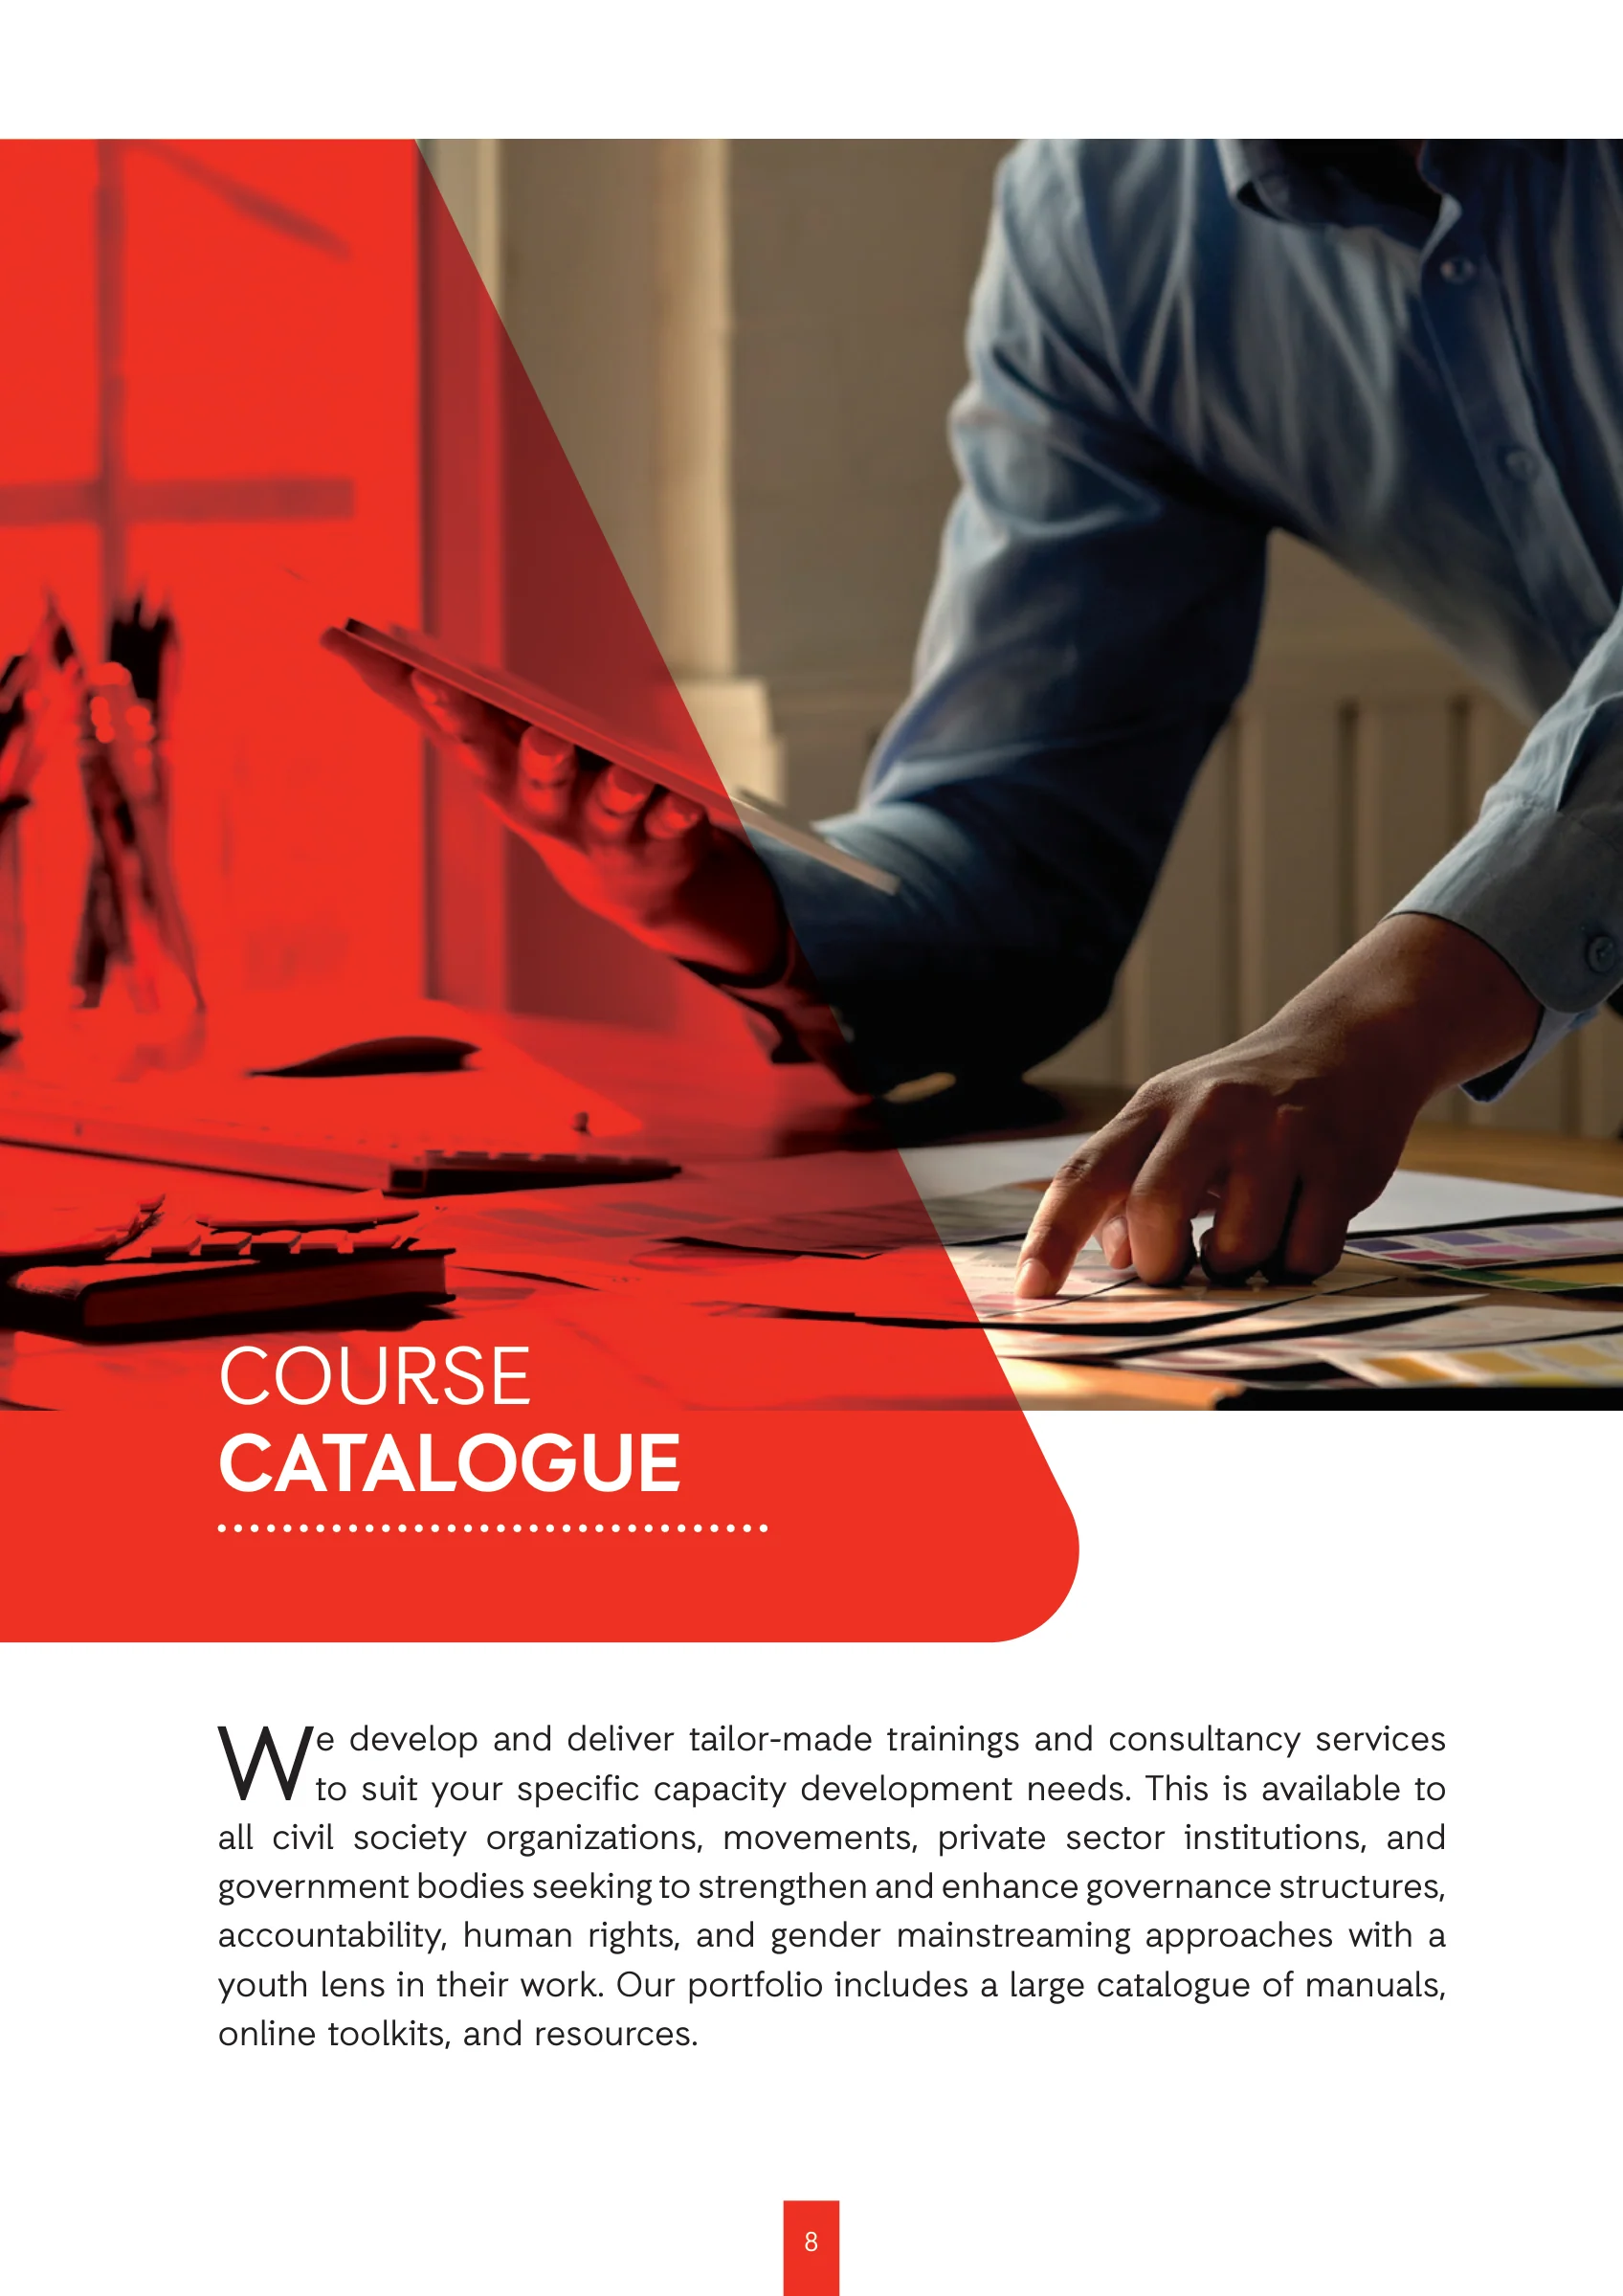 COURSE
CATALOGUE
We develop and deliver tailor-made trainings and consultancy services
to suit your specific capacity development needs. This is available to
all civil society organizations, movements, private sector institutions, and
government bodies seeking to strengthen and enhance governance structures,
accountability, human rights, and gender mainstreaming approaches with a
youth lens in their work. Our portfolio includes a large catalogue of manuals,
online toolkits, and resources.
8